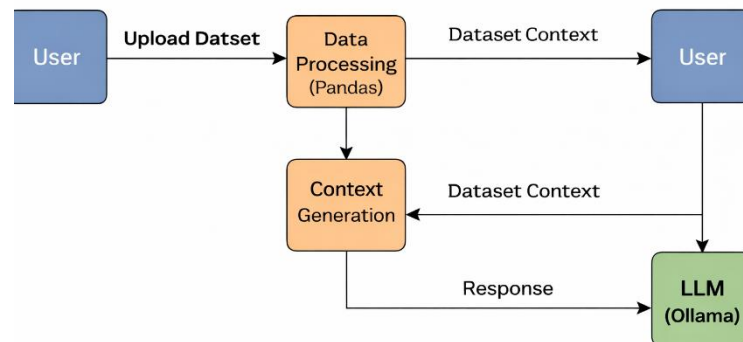 User
Upload Datset
Data
Processing
(Pandas)
Dataset Context
User
Context
Generation
Dataset Context
Response
LLM
(Ollama)